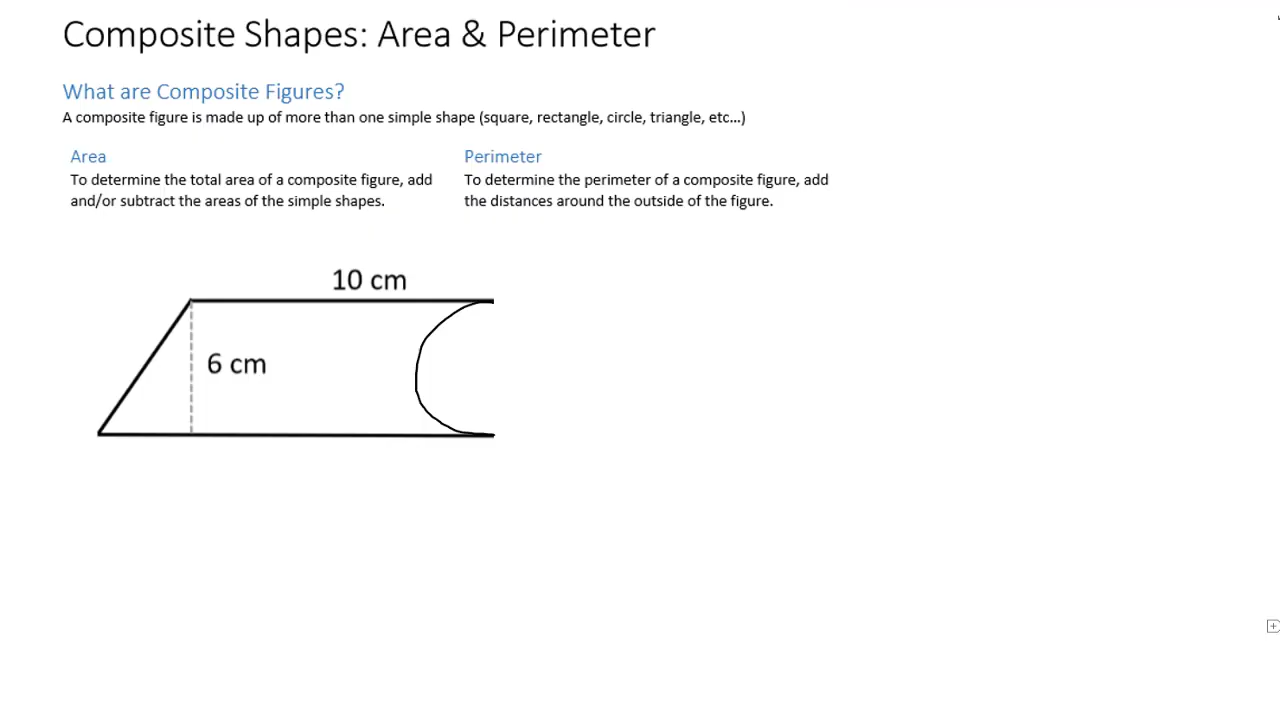 Composite Shapes: Area & Perimeter
What are Composite Figures?
A composite figure is made up of more than one simple shape (square, rectangle, circle, triangle, etc...)
Area
To determine the total area of a composite figure, add
and/or subtract the areas of the simple shapes.
Perimeter
To determine the perimeter of a composite figure, add
the distances around the outside of the figure.
10 cm
6 cm